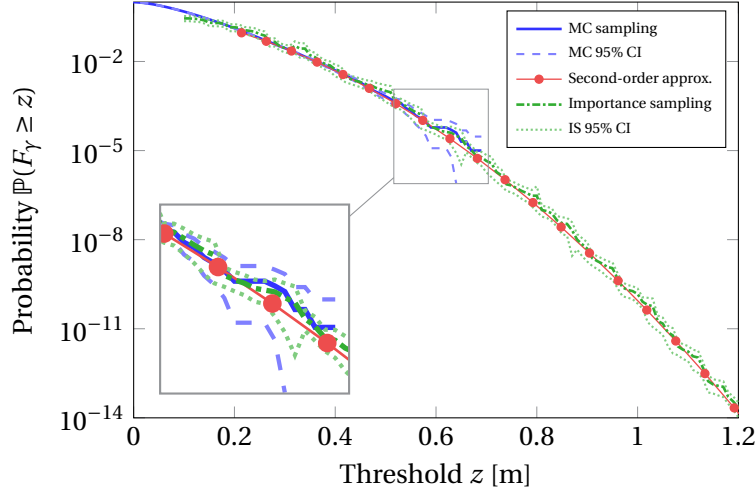 MC sampling
MC 95% CI
Second-order approx.
Importance sampling
IS 95% CI
Probability ℙ(F_γ ≥ z)
10^−2
10^−5
10^−8
10^−11
10^−14
0 0.2 0.4 0.6 0.8 1 1.2
Threshold z [m]